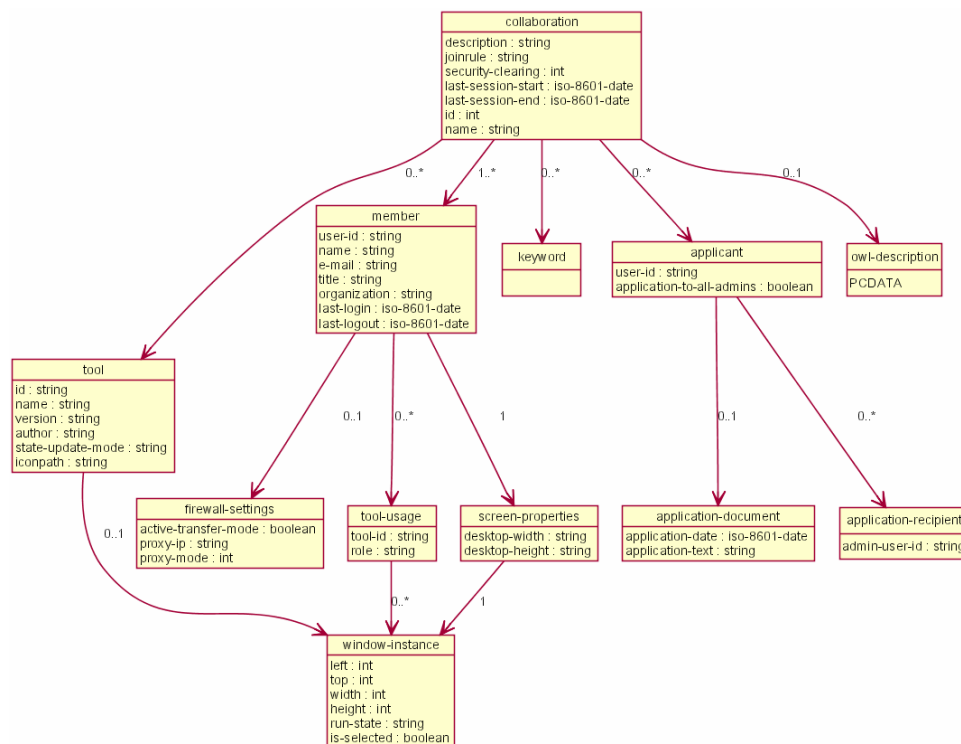 collaboration
description : string
joinrule : string
security-clearing : int
last-session-start : iso-8601-date
last-session-end : iso-8601-date
id : int
name : string
0..*
1..*
0..*
0..*
0..1
member
user-id : string
name : string
e-mail : string
title : string
organization : string
last-login : iso-8601-date
last-logout : iso-8601-date
keyword
applicant
user-id : string
application-to-all-admins : boolean
owl-description
PCDATA
tool
id : string
name : string
version : string
author : string
state-update-mode : string
iconpath : string
0..1
0..*
1
0..1
0..*
firewall-settings
active-transfer-mode : boolean
proxy-ip : string
proxy-mode : int
tool-usage
tool-id : string
role : string
screen-properties
desktop-width : string
desktop-height : string
application-document
application-date : iso-8601-date
application-text : string
application-recipient
admin-user-id : string
0..1
0..*
1
window-instance
left : int
top : int
width : int
height : int
run-state : string
is-selected : boolean